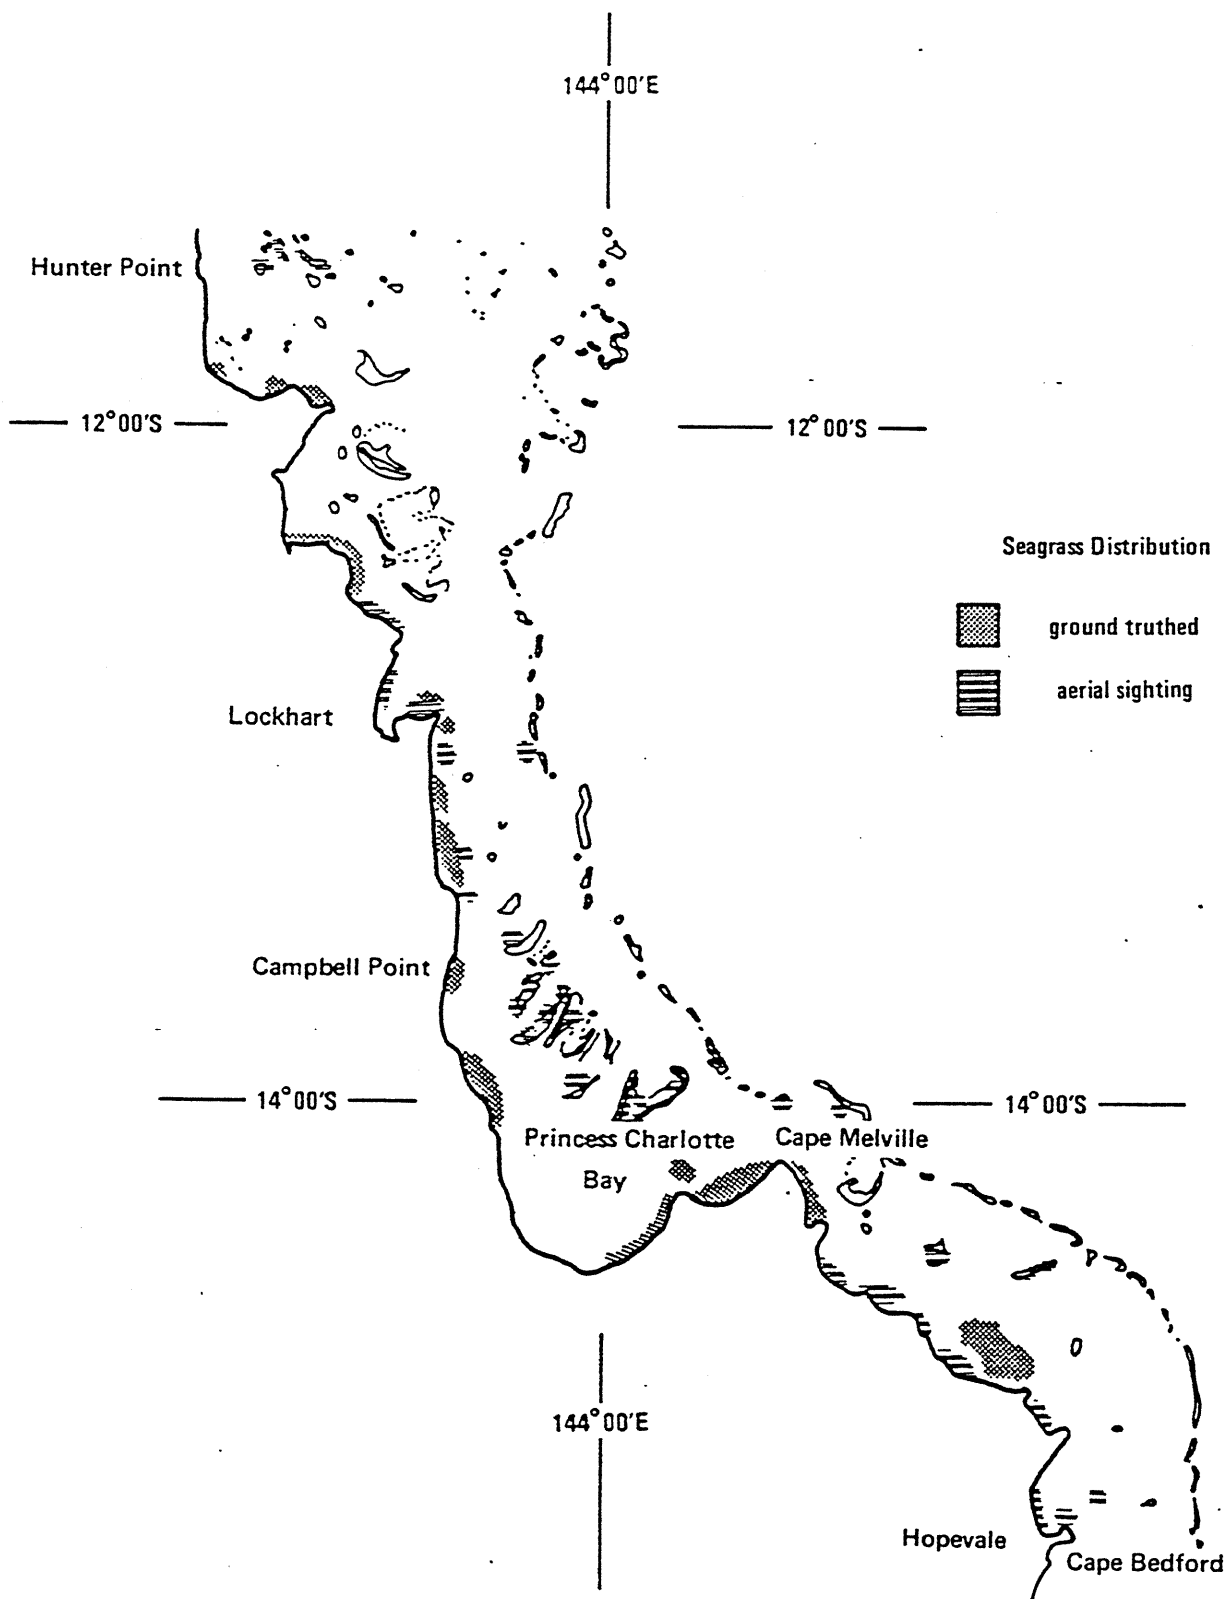 144°00'E
Hunter Point
12°00'S
12°00'S
Seagrass Distribution
ground truthed
aerial sighting
Lockhart
Campbell Point
14°00'S
14°00'S
Princess Charlotte
Bay
Cape Melville
144°00'E
Hopevale
Cape Bedford